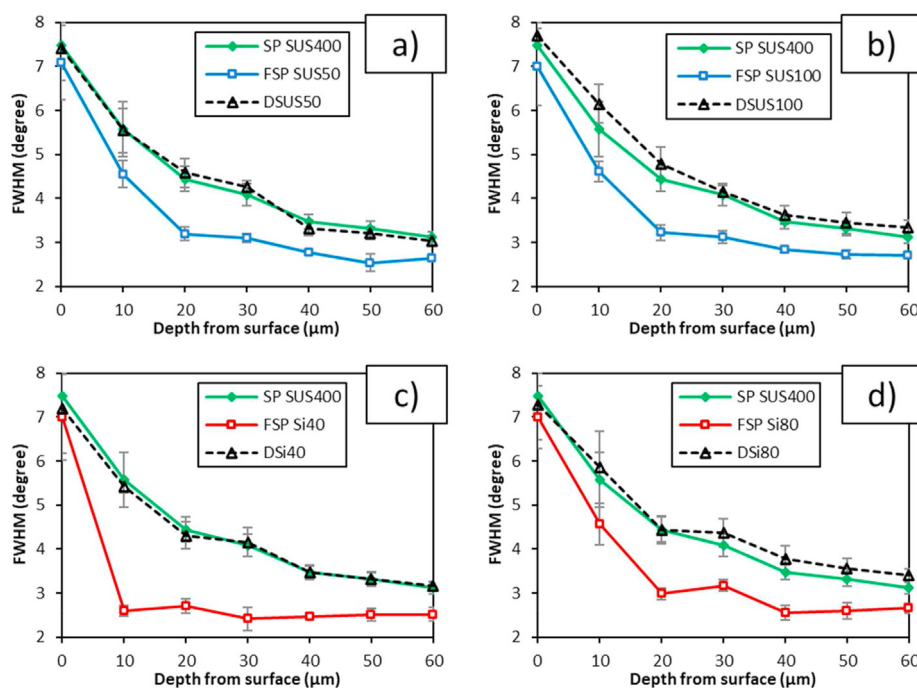 a)
SP SUS400
FSP SUS50
DSUS50
FWHM (degree)
8
7
6
5
4
3
2
0 10 20 30 40 50 60
Depth from surface (µm)
b)
SP SUS400
FSP SUS100
DSUS100
FWHM (degree)
8
7
6
5
4
3
2
0 10 20 30 40 50 60
Depth from surface (µm)
c)
SP SUS400
FSP Si40
DSi40
FWHM (degree)
8
7
6
5
4
3
2
0 10 20 30 40 50 60
Depth from surface (µm)
d)
SP SUS400
FSP Si80
DSi80
FWHM (degree)
8
7
6
5
4
3
2
0 10 20 30 40 50 60
Depth from surface (µm)